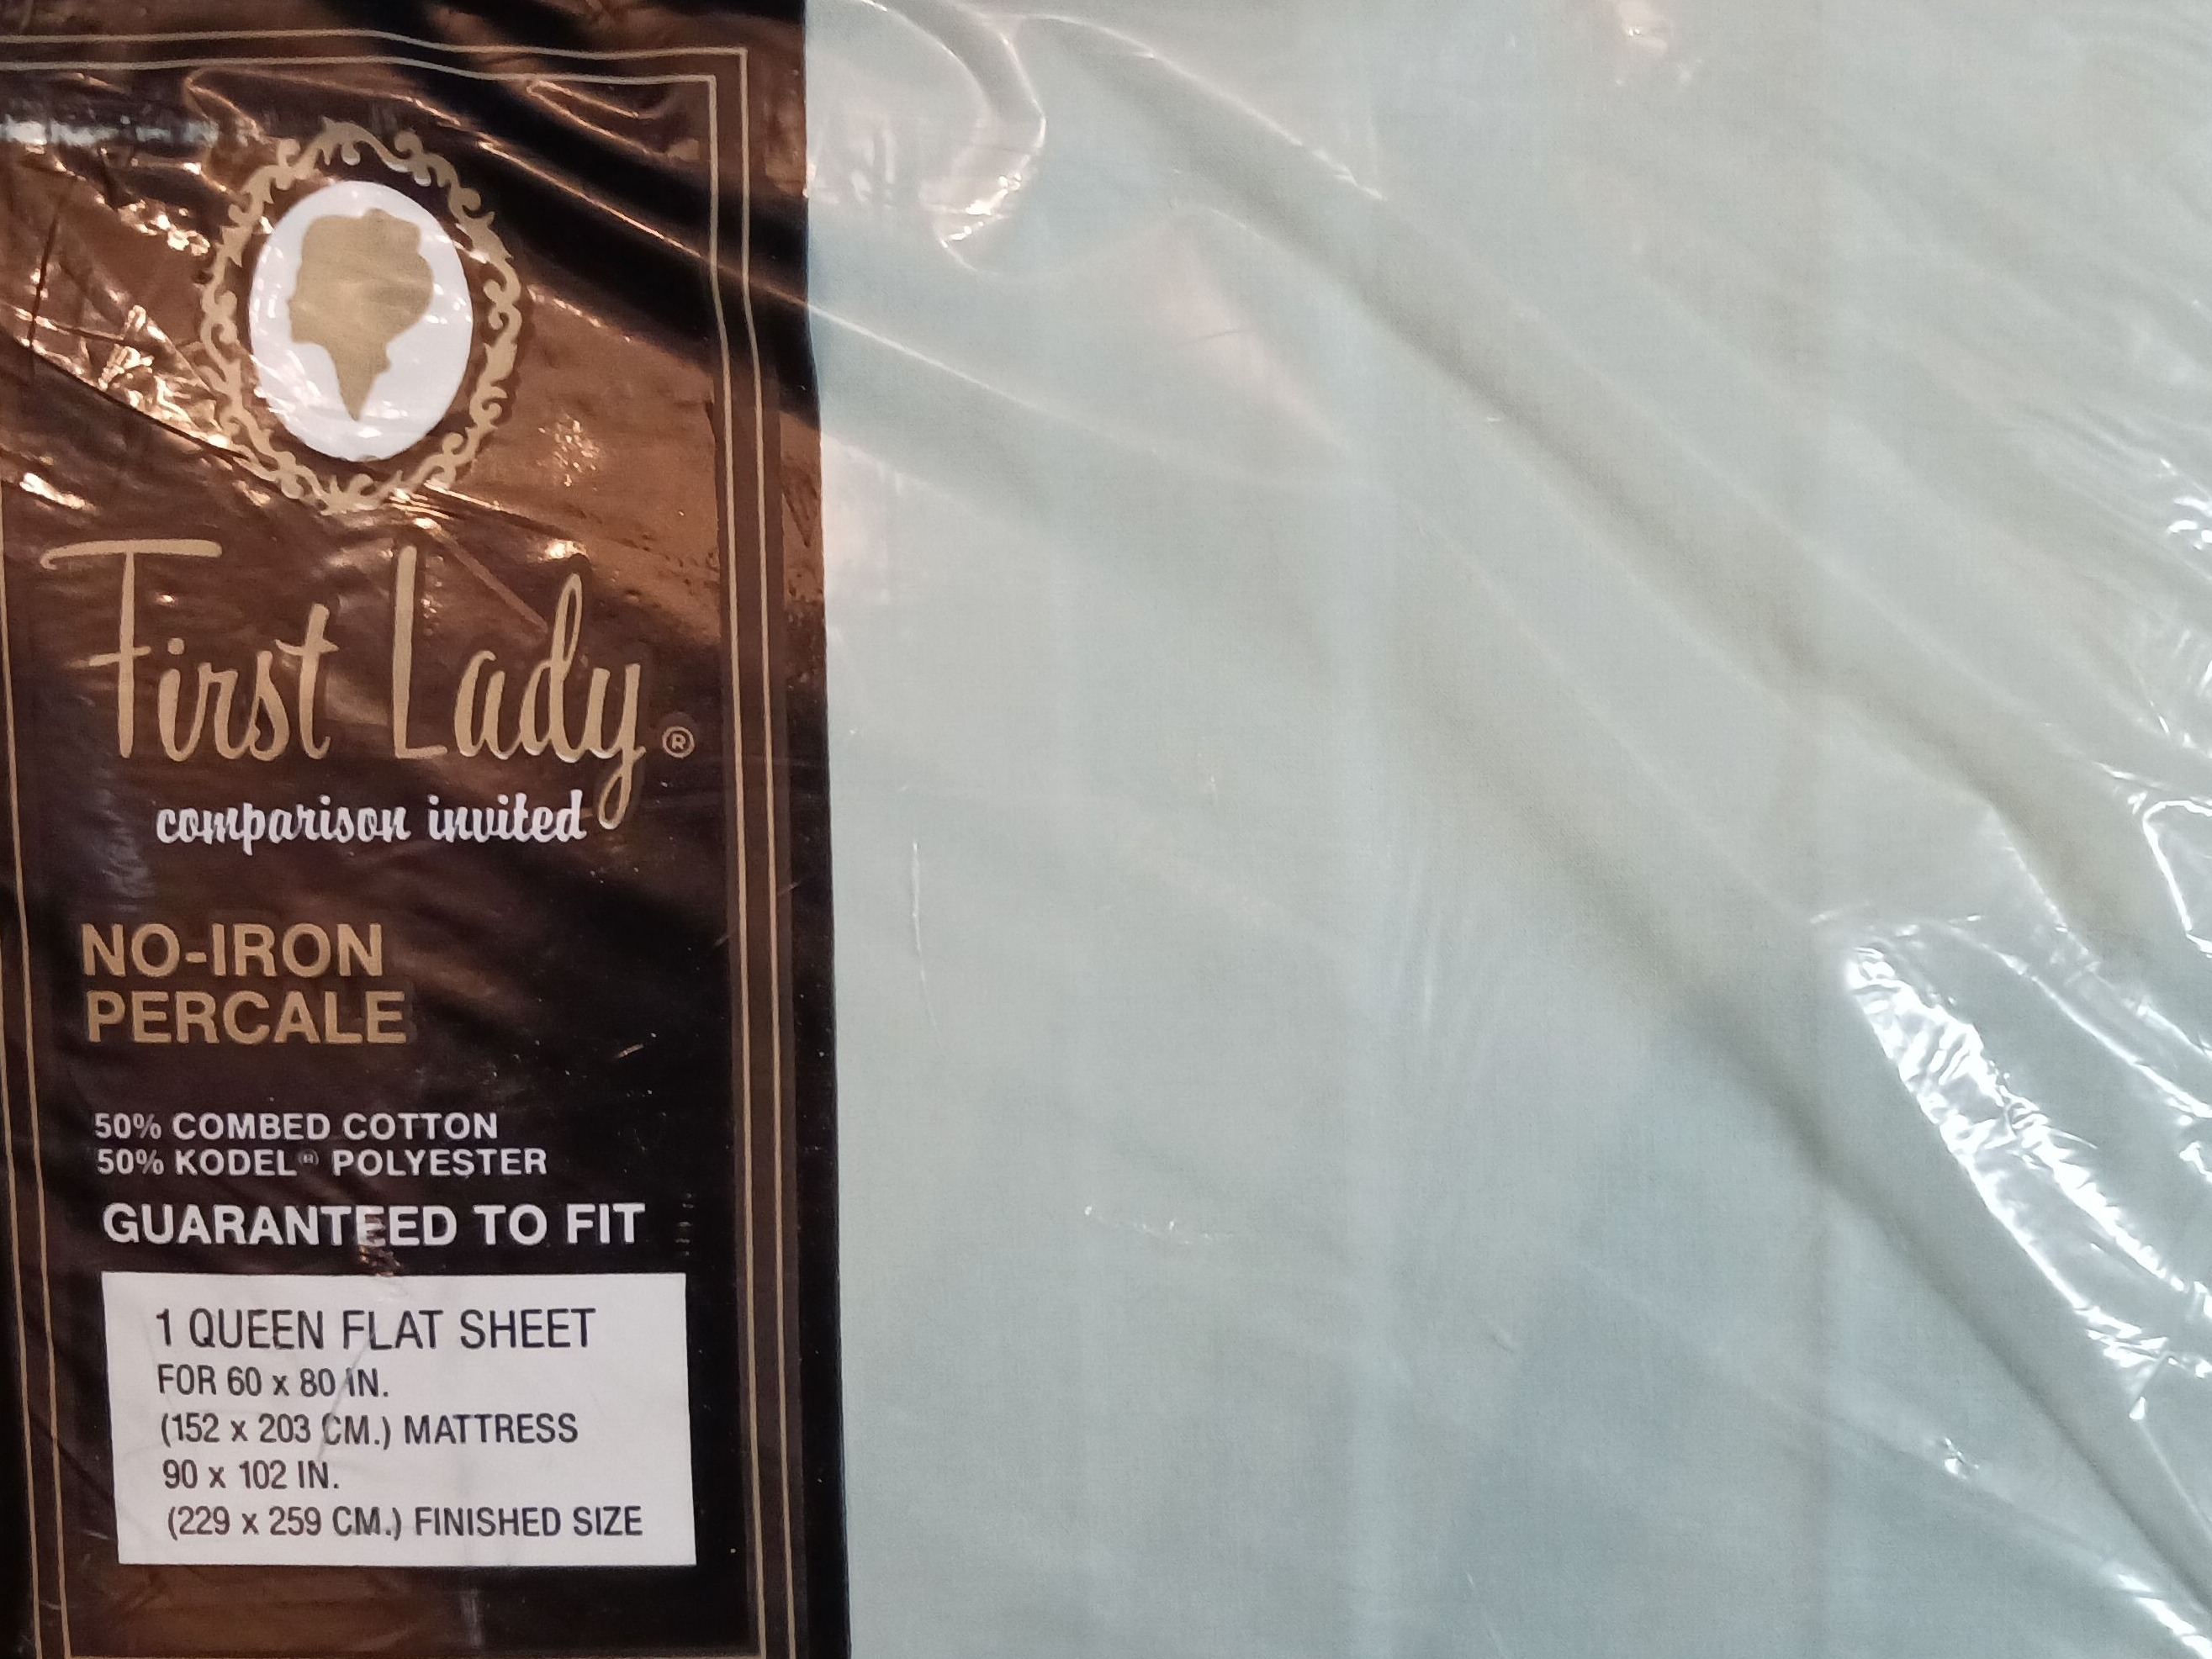 First Lady®
comparison invited
NO-IRON
PERCALE
50% COMBED COTTON
50% KODEL® POLYESTER
GUARANTEED TO FIT
1 QUEEN FLAT SHEET
FOR 60 x 80 IN.
(152 x 203 CM.) MATTRESS
90 x 102 IN.
(229 x 259 CM.) FINISHED SIZE